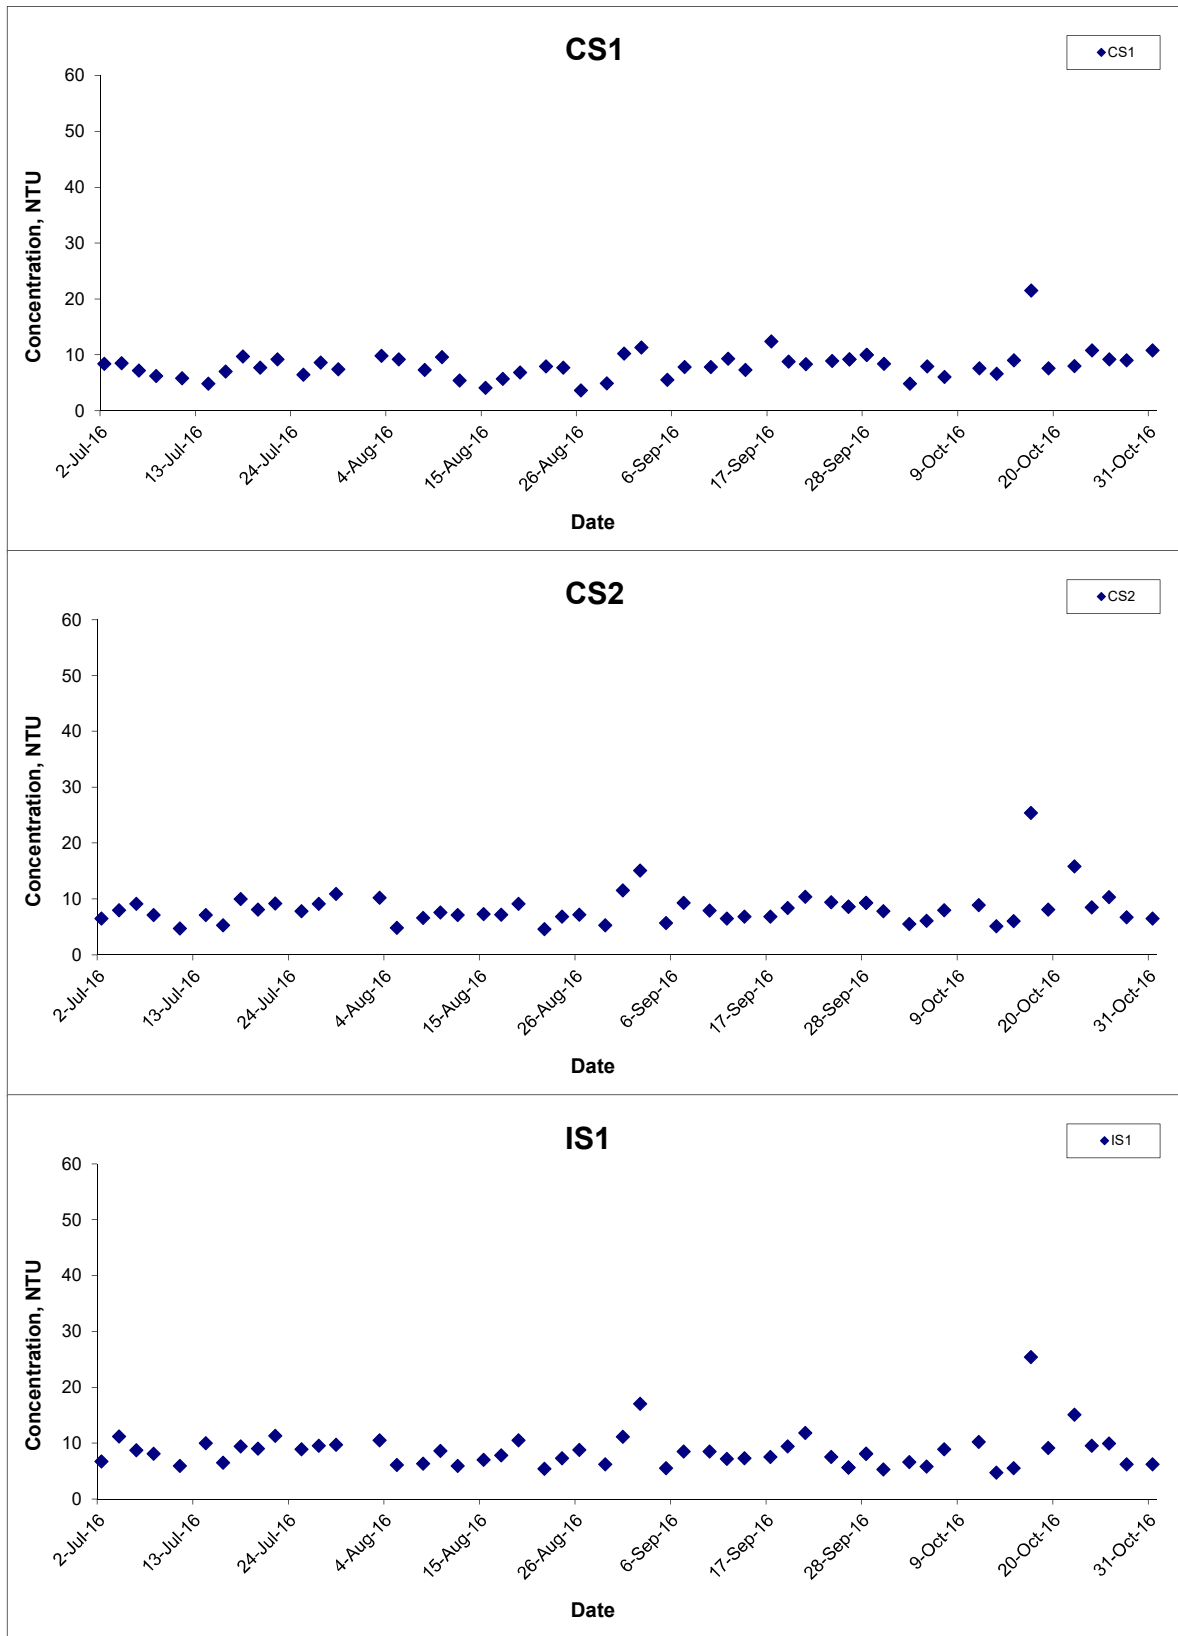 CS1
CS1
Concentration, NTU
60
50
40
30
20
10
0
2-Jul-16
13-Jul-16
24-Jul-16
4-Aug-16
15-Aug-16
26-Aug-16
6-Sep-16
17-Sep-16
28-Sep-16
9-Oct-16
20-Oct-16
31-Oct-16
Date
CS2
CS2
Concentration, NTU
60
50
40
30
20
10
0
2-Jul-16
13-Jul-16
24-Jul-16
4-Aug-16
15-Aug-16
26-Aug-16
6-Sep-16
17-Sep-16
28-Sep-16
9-Oct-16
20-Oct-16
31-Oct-16
Date
IS1
IS1
Concentration, NTU
60
50
40
30
20
10
0
2-Jul-16
13-Jul-16
24-Jul-16
4-Aug-16
15-Aug-16
26-Aug-16
6-Sep-16
17-Sep-16
28-Sep-16
9-Oct-16
20-Oct-16
31-Oct-16
Date